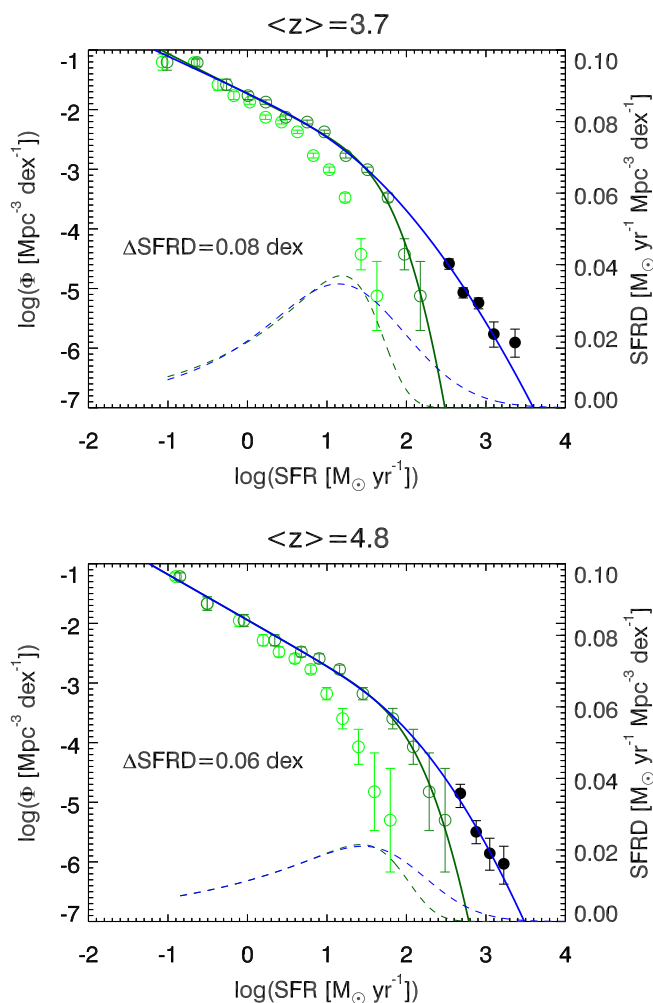 <z>=3.7
-1
-2
-3
-4
-5
-6
-7
log(Φ [Mpc⁻³ dex⁻¹])
0.10
0.08
0.06
0.04
0.02
0.00
SFRD [M⊙ yr⁻¹ Mpc⁻³ dex⁻¹]
ΔSFRD=0.08 dex
-2 -1 0 1 2 3 4
log(SFR [M⊙ yr⁻¹])
<z>=4.8
-1
-2
-3
-4
-5
-6
-7
log(Φ [Mpc⁻³ dex⁻¹])
0.10
0.08
0.06
0.04
0.02
0.00
SFRD [M⊙ yr⁻¹ Mpc⁻³ dex⁻¹]
ΔSFRD=0.06 dex
-2 -1 0 1 2 3 4
log(SFR [M⊙ yr⁻¹])